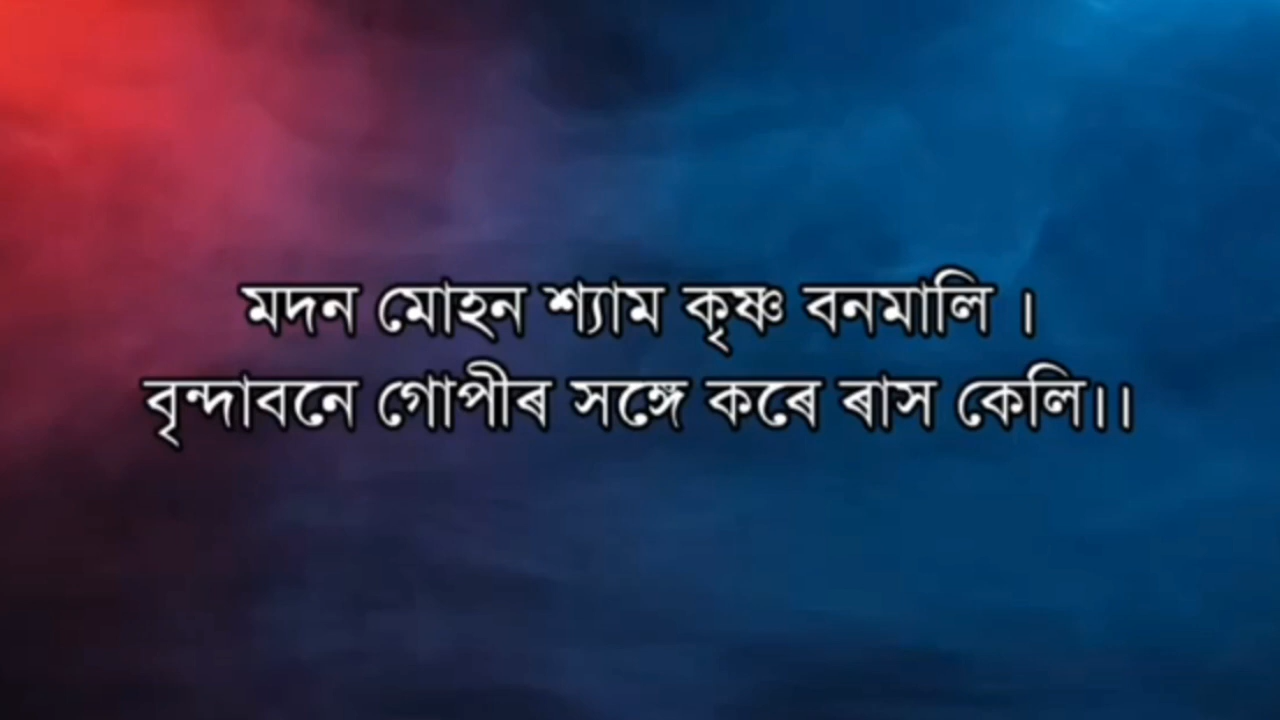 মদন মোহন শ্যাম কৃষ্ণ বনমালি ।
বৃন্দাবনে গোপীৰ সঙ্গে কৰে ৰাস কেলি।।